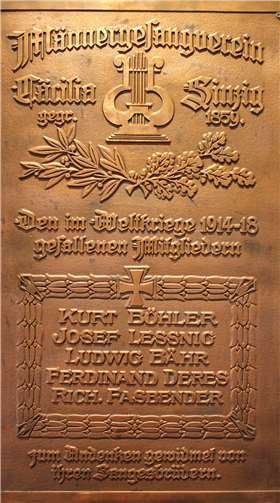 Männergesangverein
Cäcilia Sinzig
gegr. 1859.
Den im Weltkriege 1914-18
gefallenen Mitgliedern
KURT BÖHLER
JOSEF LESSNIG
LUDWIG BÄHR
FERDINAND DERES
RICH. FASBENDER
zum Andenken gewidmet von
ihren Sangesbrüdern.